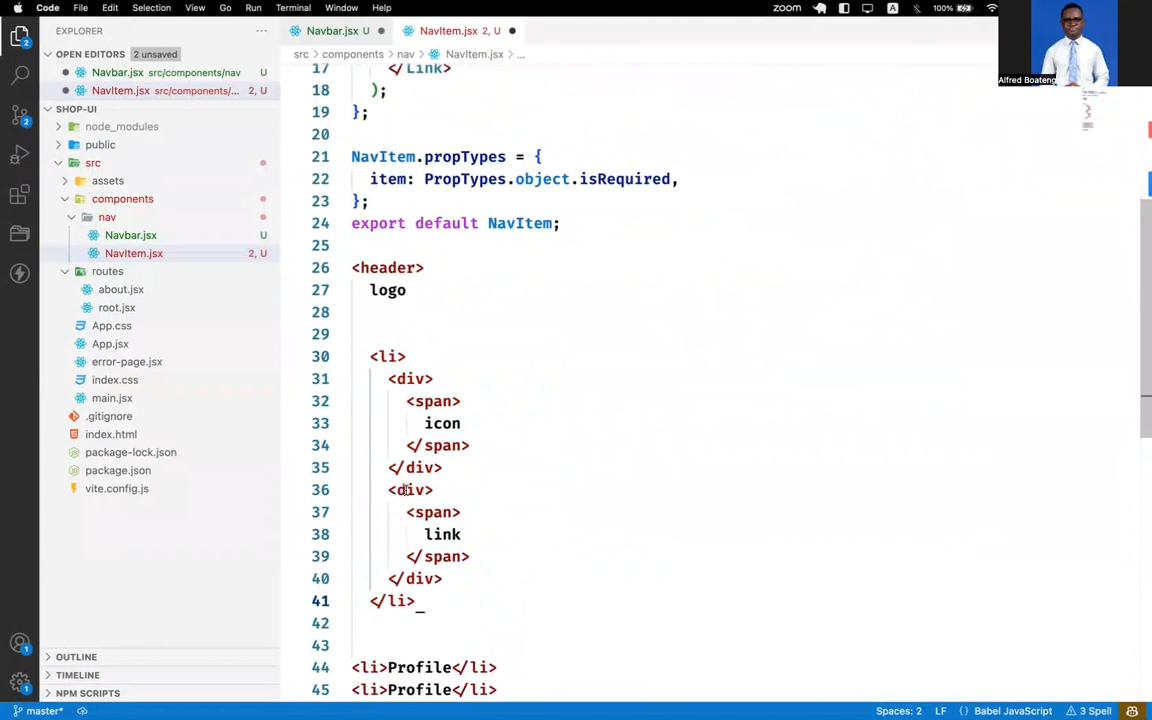 Code File Edit Selection View Go Run Terminal Window Help zoom A 100%
EXPLORER ...
Navbar.jsx U
NavItem.jsx 2, U
OPEN EDITORS 2 unsaved
src > components > nav > NavItem.jsx > ...
Navbar.jsx src/components/nav U
NavItem.jsx src/components/... 2, U
SHOP-UI
node_modules
public
src
assets
components
nav
Navbar.jsx U
NavItem.jsx 2, U
routes
about.jsx
root.jsx
App.css
App.jsx
error-page.jsx
index.css
main.jsx
.gitignore
index.html
package-lock.json
package.json
vite.config.js
OUTLINE
TIMELINE
NPM SCRIPTS
17 </Link>
18 );
19 };
20
21 NavItem.propTypes = {
22 item: PropTypes.object.isRequired,
23 };
24 export default NavItem;
25
26 <header>
27 logo
28
29
30 <li>
31 <div>
32 <span>
33 icon
34 </span>
35 </div>
36 <div>
37 <span>
38 link
39 </span>
40 </div>
41 </li>
42
43
44 <li>Profile</li>
45 <li>Profile</li>
Alfred Boateng
2
2
1
1
master* Spaces: 2 LF {} Babel JavaScript 3 Spell